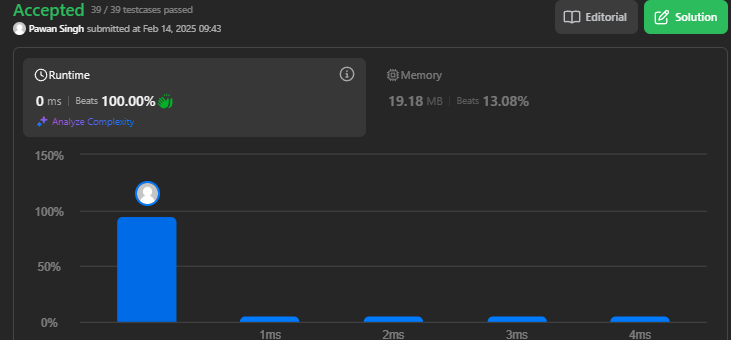 Accepted 39 / 39 testcases passed
Pawan Singh submitted at Feb 14, 2025 09:43
Editorial
Solution
Runtime
0 ms | Beats 100.00%
Analyze Complexity
Memory
19.18 MB | Beats 13.08%
150%
100%
50%
0%
1ms 2ms 3ms 4ms